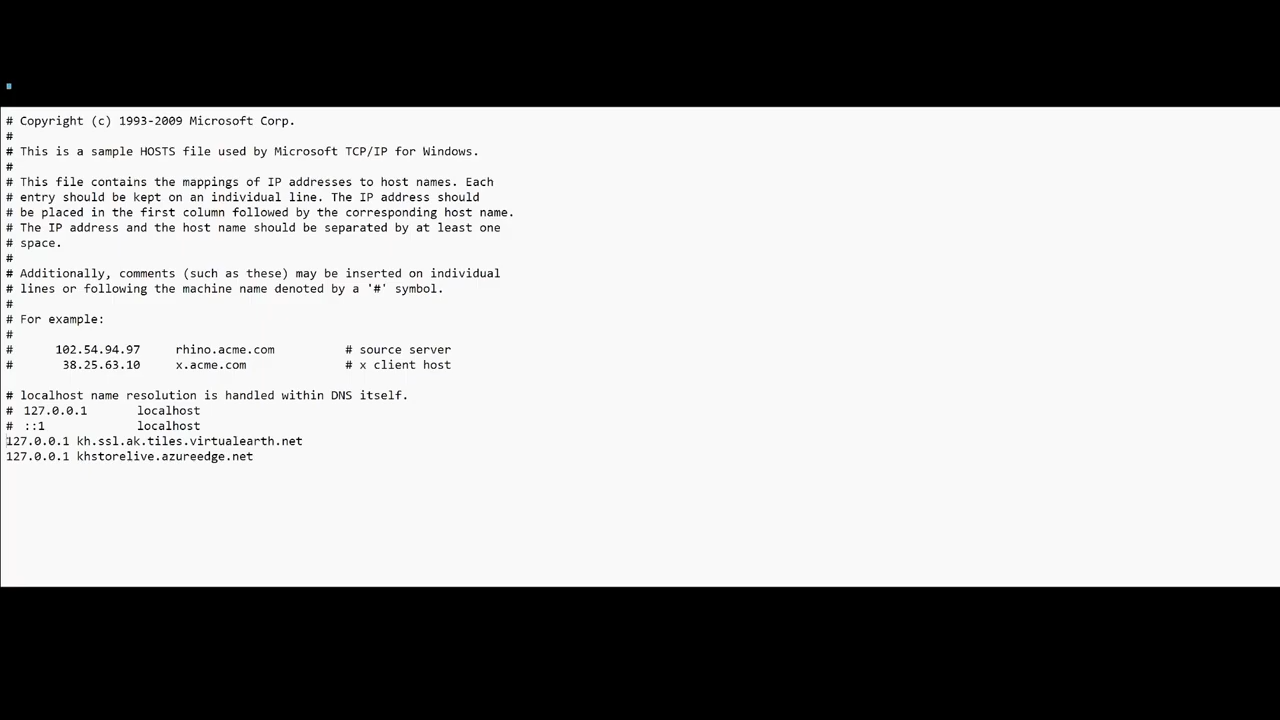 # Copyright (c) 1993-2009 Microsoft Corp.
#
# This is a sample HOSTS file used by Microsoft TCP/IP for Windows.
#
# This file contains the mappings of IP addresses to host names. Each
# entry should be kept on an individual line. The IP address should
# be placed in the first column followed by the corresponding host name.
# The IP address and the host name should be separated by at least one
# space.
#
# Additionally, comments (such as these) may be inserted on individual
# lines or following the machine name denoted by a '#' symbol.
#
# For example:
#
#      102.54.94.97     rhino.acme.com          # source server
#       38.25.63.10     x.acme.com              # x client host

# localhost name resolution is handled within DNS itself.
# 127.0.0.1       localhost
# ::1             localhost
127.0.0.1 kh.ssl.ak.tiles.virtualearth.net
127.0.0.1 khstorelive.azureedge.net